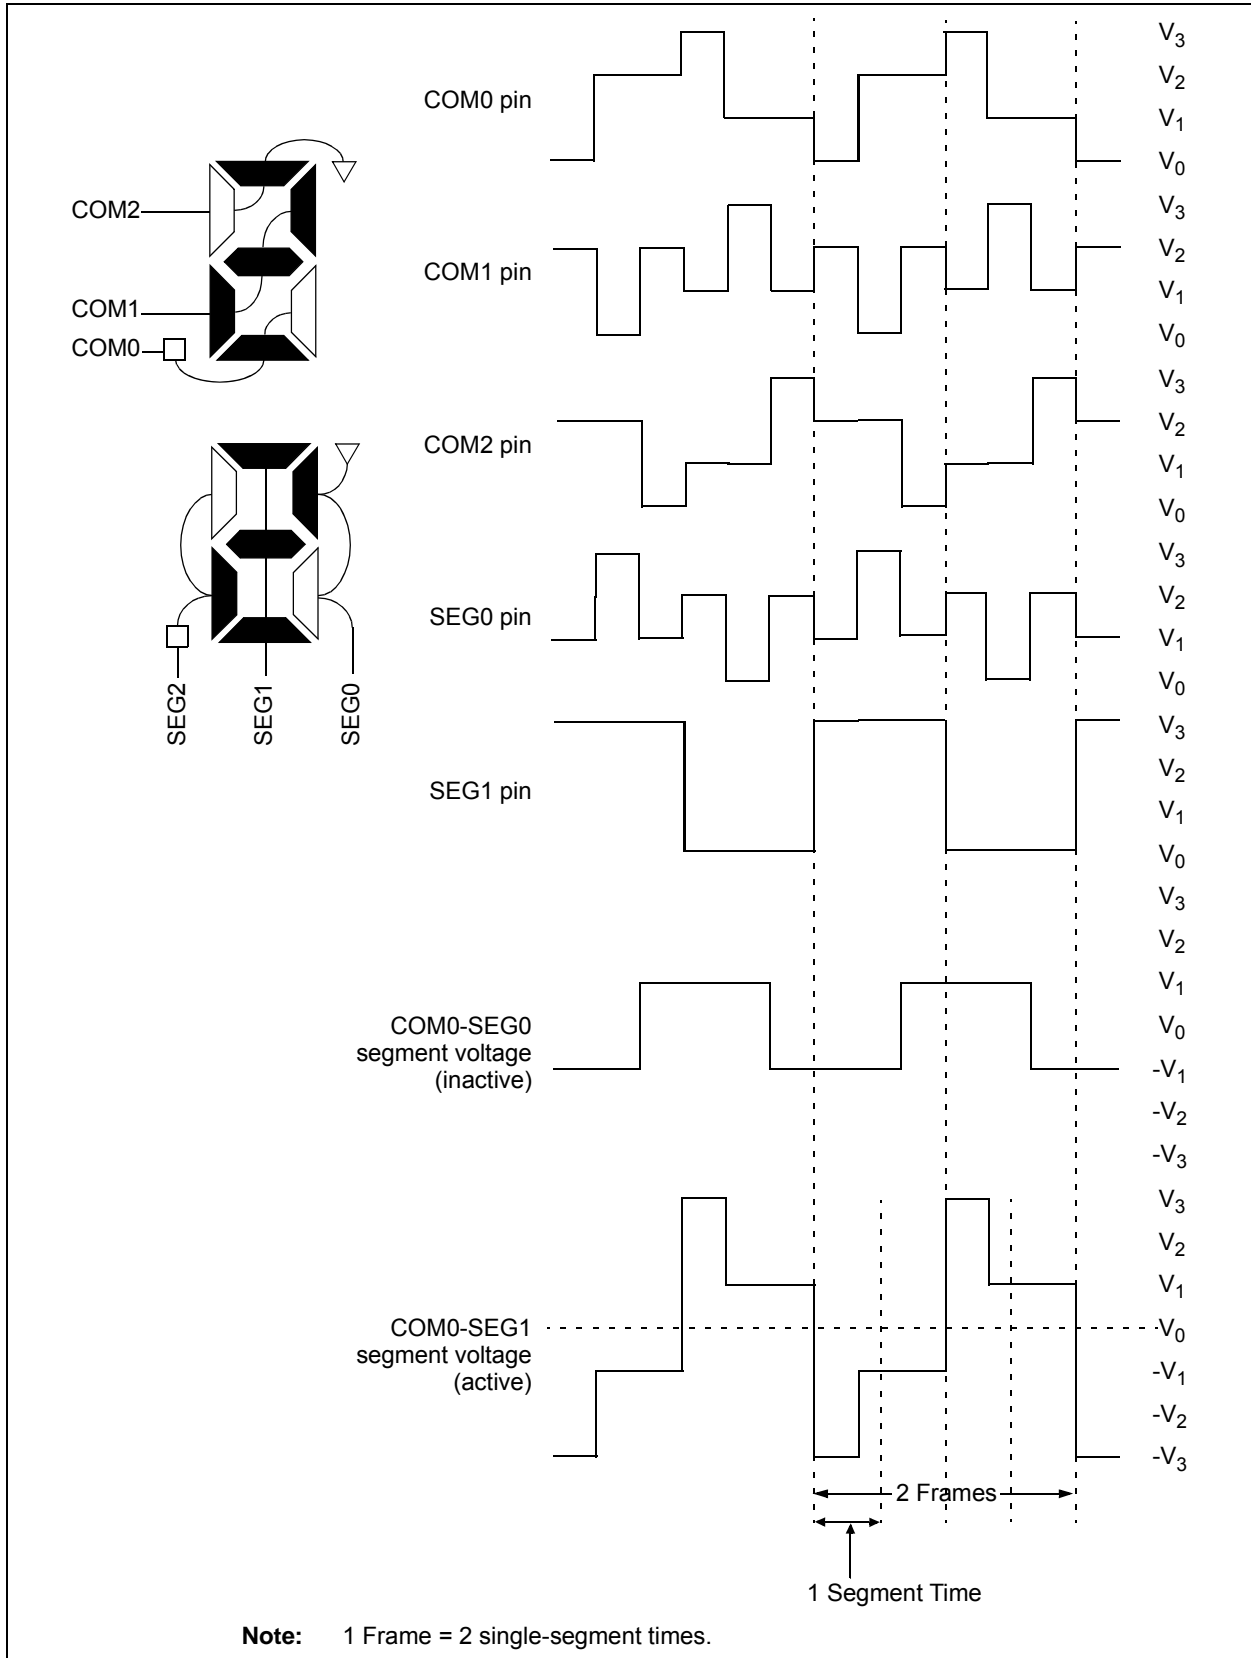 COM0 pin
V3
V2
V1
V0
COM2
COM1
COM0
COM1 pin
V3
V2
V1
V0
COM2 pin
V3
V2
V1
V0
SEG2
SEG1
SEG0
SEG0 pin
V3
V2
V1
V0
SEG1 pin
V3
V2
V1
V0
COM0-SEG0
segment voltage
(inactive)
V3
V2
V1
V0
-V1
-V2
-V3
COM0-SEG1
segment voltage
(active)
V3
V2
V1
V0
-V1
-V2
-V3
2 Frames
1 Segment Time
Note: 1 Frame = 2 single-segment times.